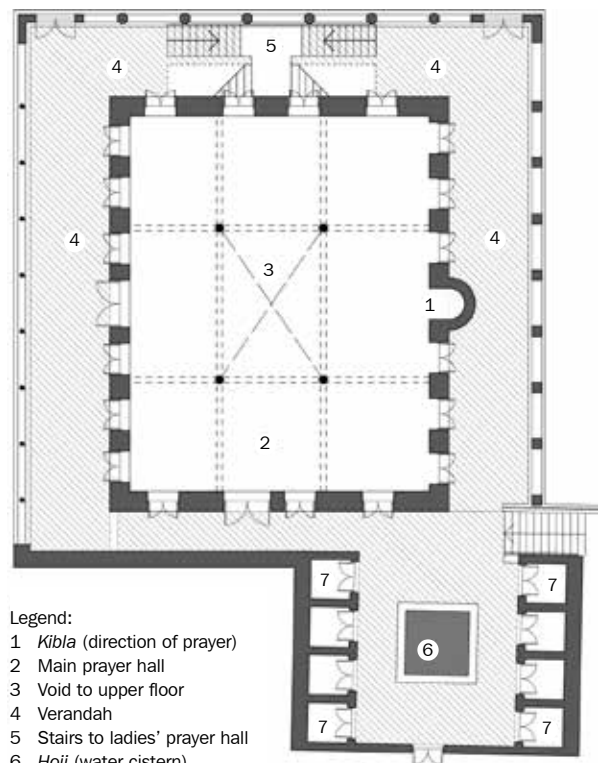 5
4
4
4
3
4
1
2
7
7
6
7
7
Legend:
1 Kibla (direction of prayer)
2 Main prayer hall
3 Void to upper floor
4 Verandah
5 Stairs to ladies' prayer hall
6 Hoji (water cistern)